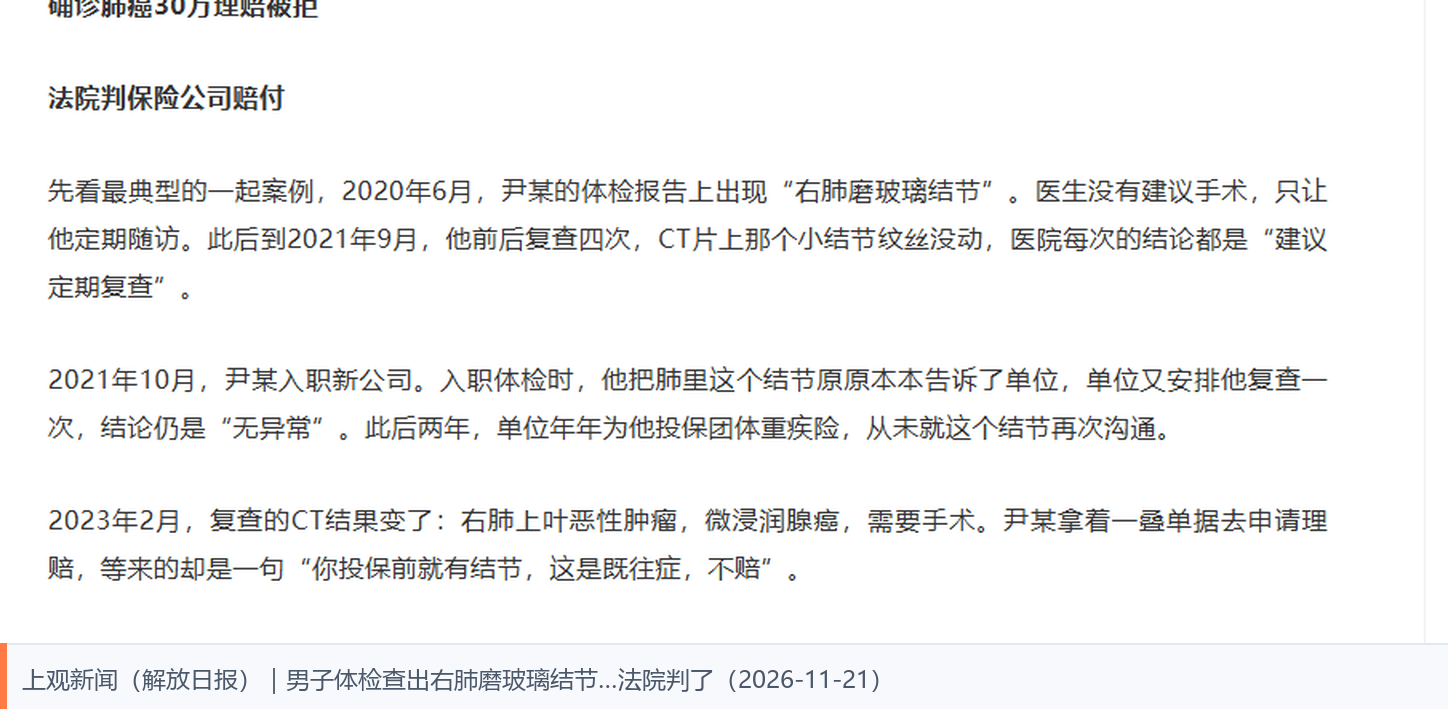 确诊肺癌30万理赔被拒
法院判保险公司赔付
先看最典型的一起案例，2020年6月，尹某的体检报告上出现“右肺磨玻璃结节”。医生没有建议手术，只让
他定期随访。此后到2021年9月，他前后复查四次，CT片上那个小结节纹丝没动，医院每次的结论都是“建议
定期复查”。
2021年10月，尹某入职新公司。入职体检时，他把肺里这个结节原原本本告诉了单位，单位又安排他复查一
次，结论仍是“无异常”。此后两年，单位年年为他投保团体重疾险，从未就这个结节再次沟通。
2023年2月，复查的CT结果变了：右肺上叶恶性肿瘤，微浸润腺癌，需要手术。尹某拿着一叠单据去申请理
赔，等来的却是一句“你投保前就有结节，这是既往症，不赔”。
上观新闻（解放日报）｜男子体检查出右肺磨玻璃结节...法院判了（2026-11-21）